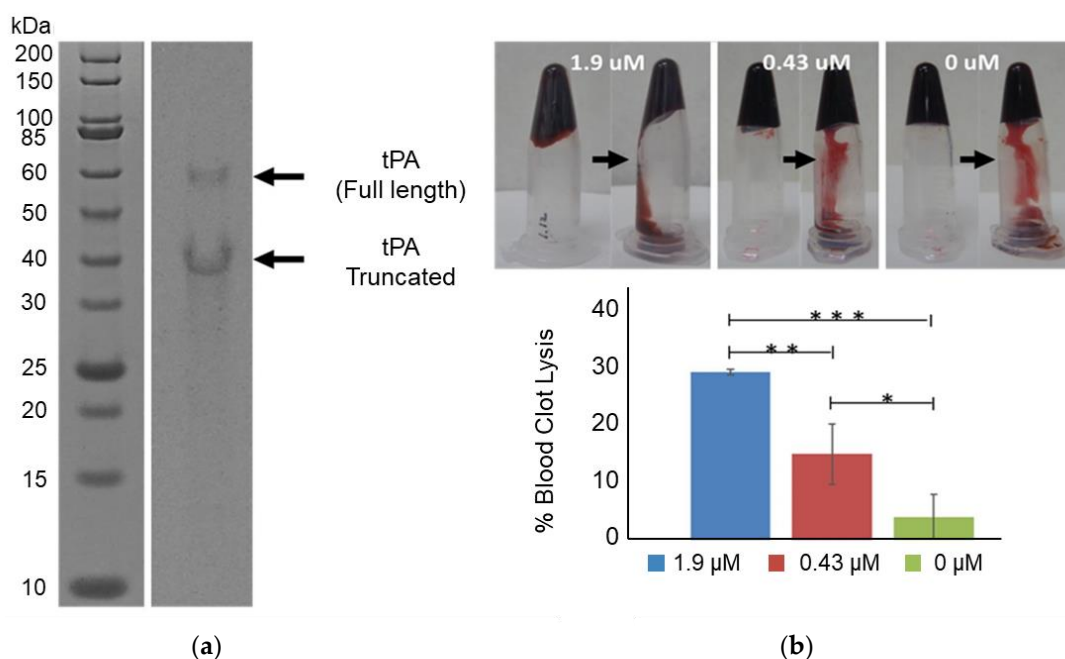 kDa
200
150
100
85
60
50
40
30
25
20
15
10
tPA
(Full length)
tPA
Truncated
(a)
1.9 uM
0.43 uM
0 uM
% Blood Clot Lysis
40
30
20
10
0
* * *
* *
*
1.9 µM
0.43 µM
0 µM
(b)